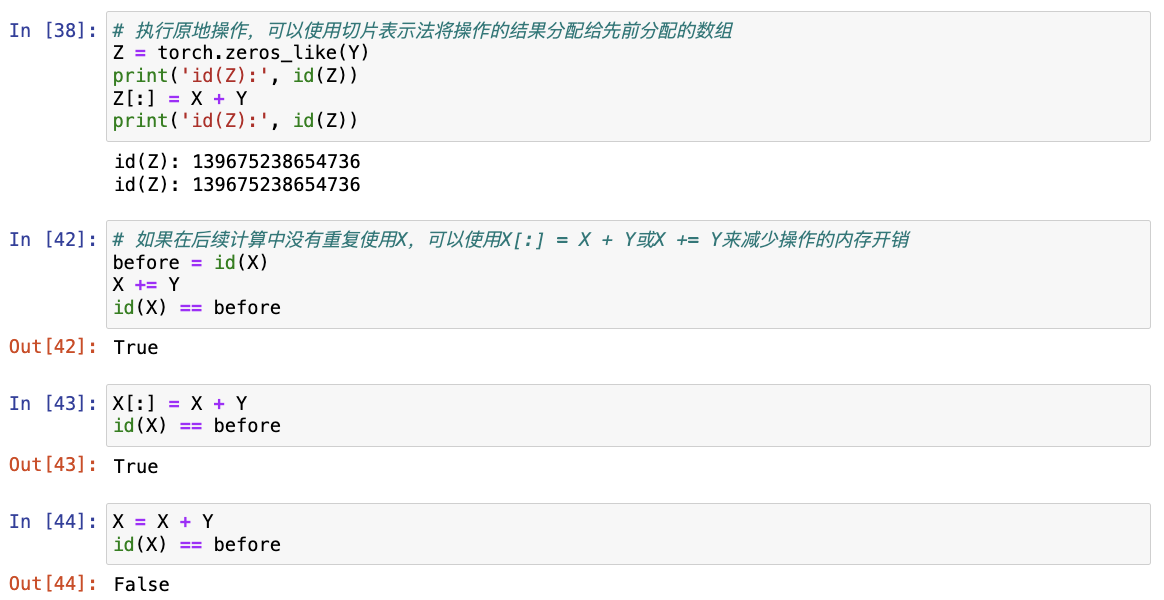 In [38]: # 执行原地操作，可以使用切片表示法将操作的结果分配给先前分配的数组
Z = torch.zeros_like(Y)
print('id(Z):', id(Z))
Z[:] = X + Y
print('id(Z):', id(Z))
id(Z): 139675238654736
id(Z): 139675238654736
In [42]: # 如果在后续计算中没有重复使用X，可以使用X[:] = X + Y或X += Y来减少操作的内存开销
before = id(X)
X += Y
id(X) == before
Out[42]: True
In [43]: X[:] = X + Y
id(X) == before
Out[43]: True
In [44]: X = X + Y
id(X) == before
Out[44]: False